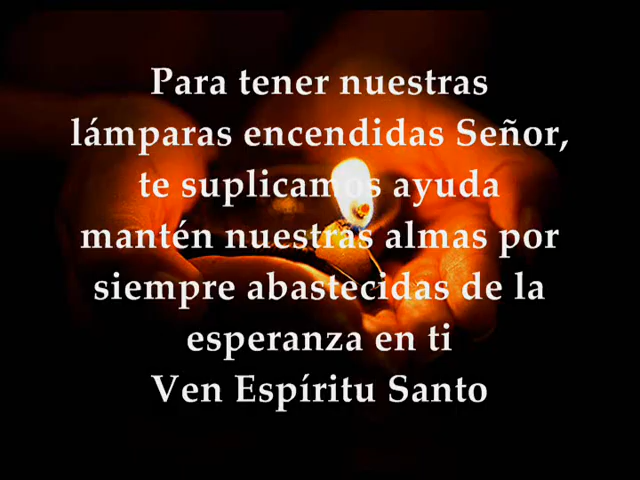 Para tener nuestras
lámparas encendidas Señor,
te suplicamos ayuda
mantén nuestras almas por
siempre abastecidas de la
esperanza en ti
Ven Espíritu Santo